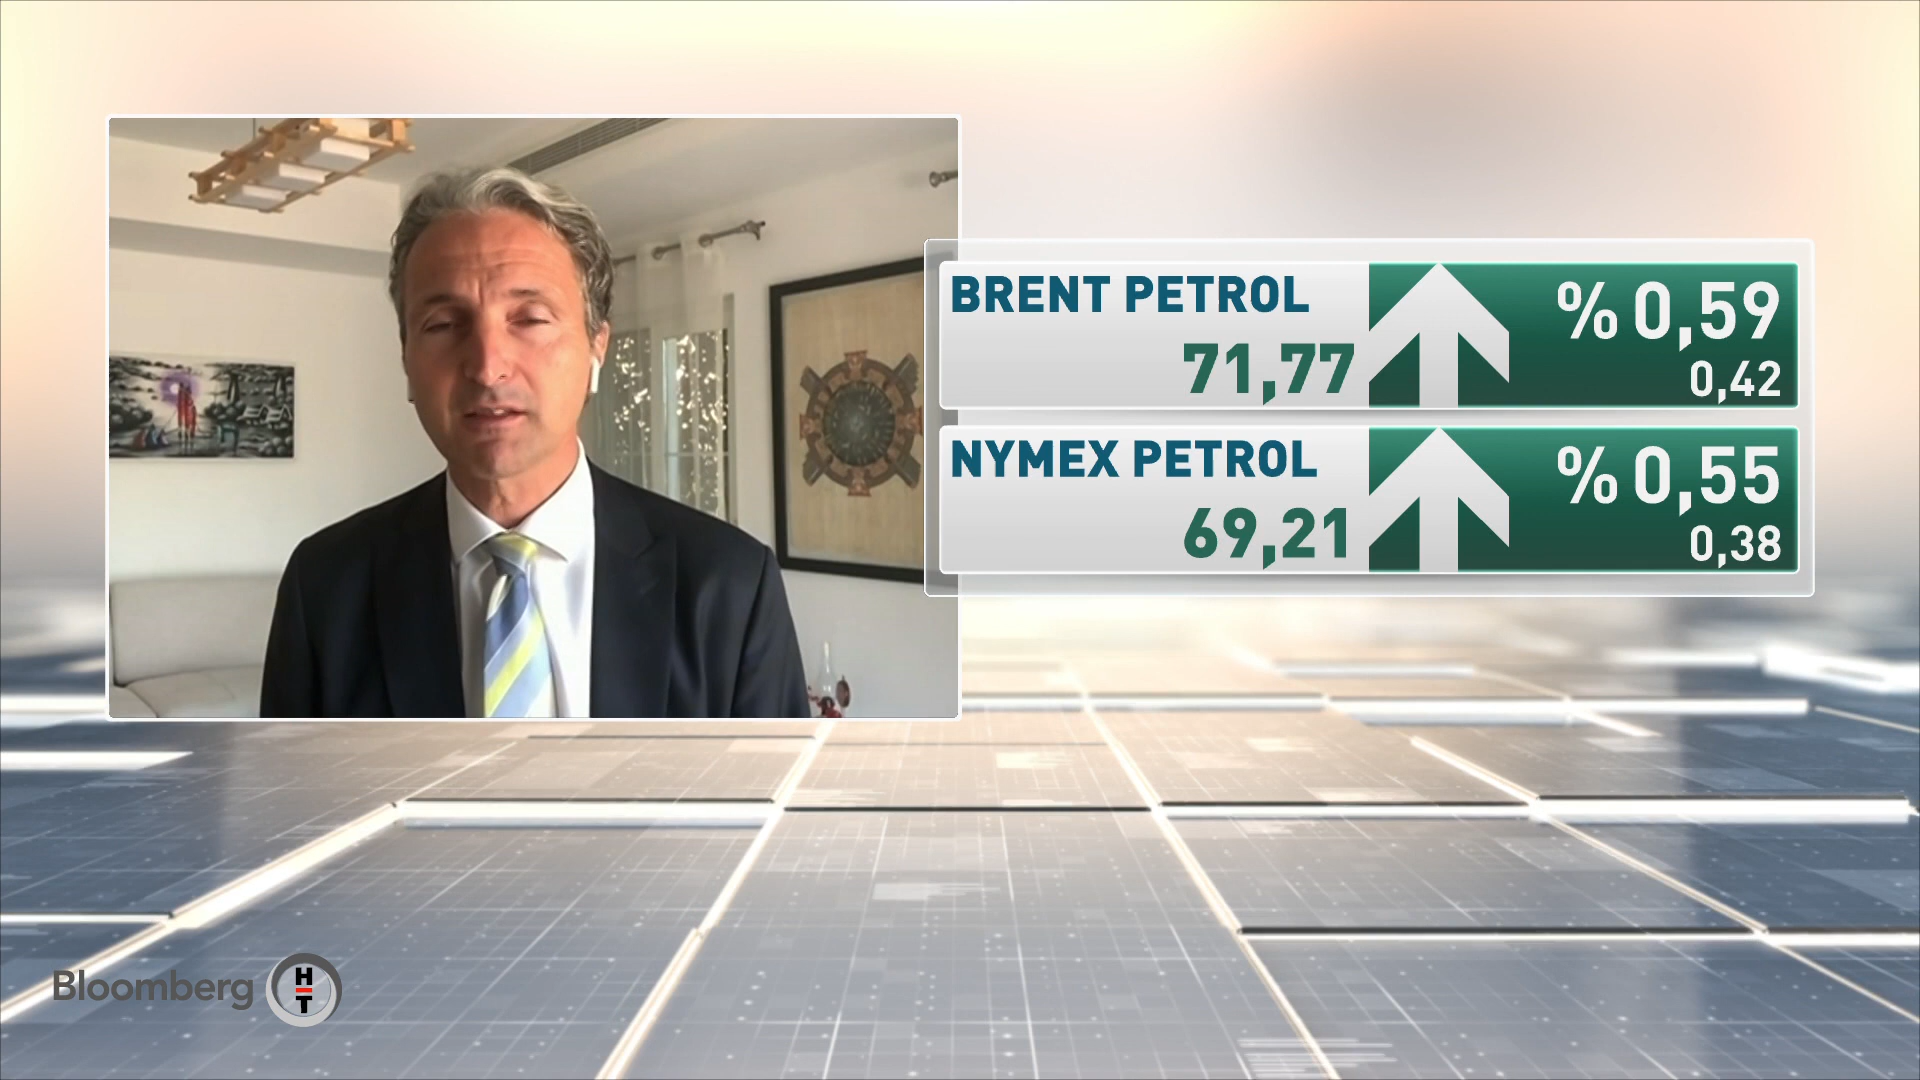 BRENT PETROL
71,77
% 0,59
0,42
NYMEX PETROL
69,21
% 0,55
0,38
Bloomberg HT